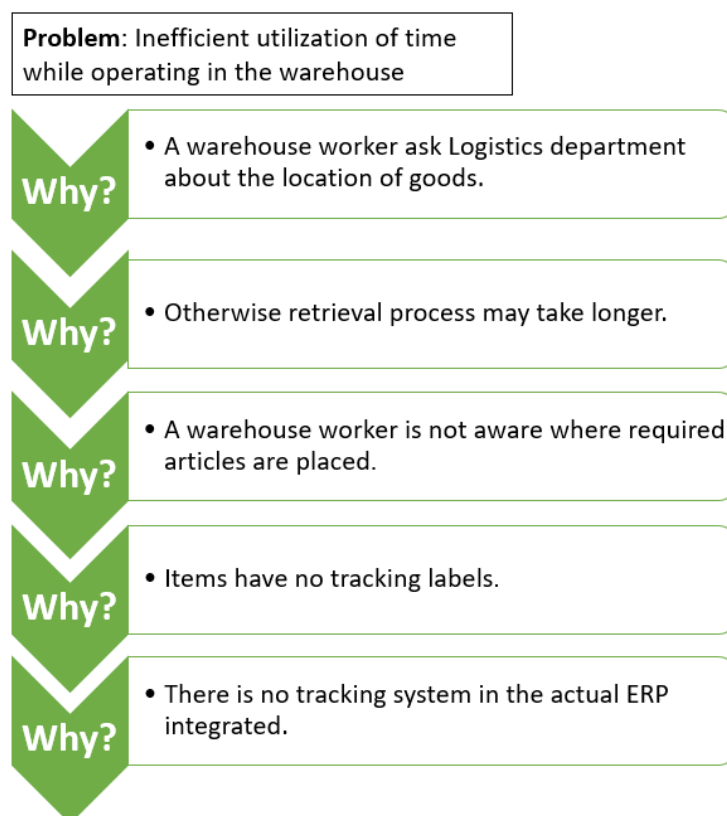 Problem: Inefficient utilization of time
while operating in the warehouse
Why?
• A warehouse worker ask Logistics department
about the location of goods.
Why?
• Otherwise retrieval process may take longer.
Why?
• A warehouse worker is not aware where required
articles are placed.
Why?
• Items have no tracking labels.
Why?
• There is no tracking system in the actual ERP
integrated.